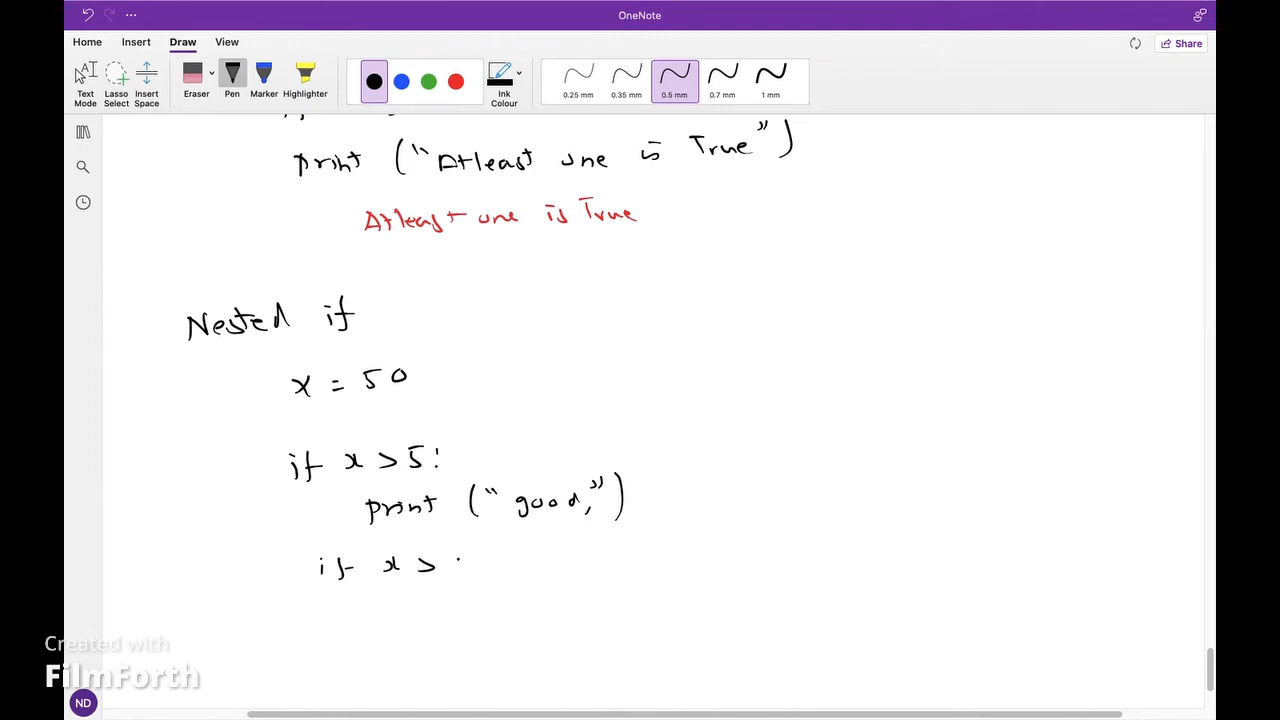 OneNote
Home Insert Draw View
Share
Text Mode
Lasso Select
Insert Space
Eraser
Pen
Marker
Highlighter
Ink Colour
0.25 mm
0.35 mm
0.5 mm
0.7 mm
1 mm
print ("Atleast one is True")
Atleast one is True
Nested if
x = 50
if x > 5:
print ("good,")
if x >
Created with
FilmForth
ND